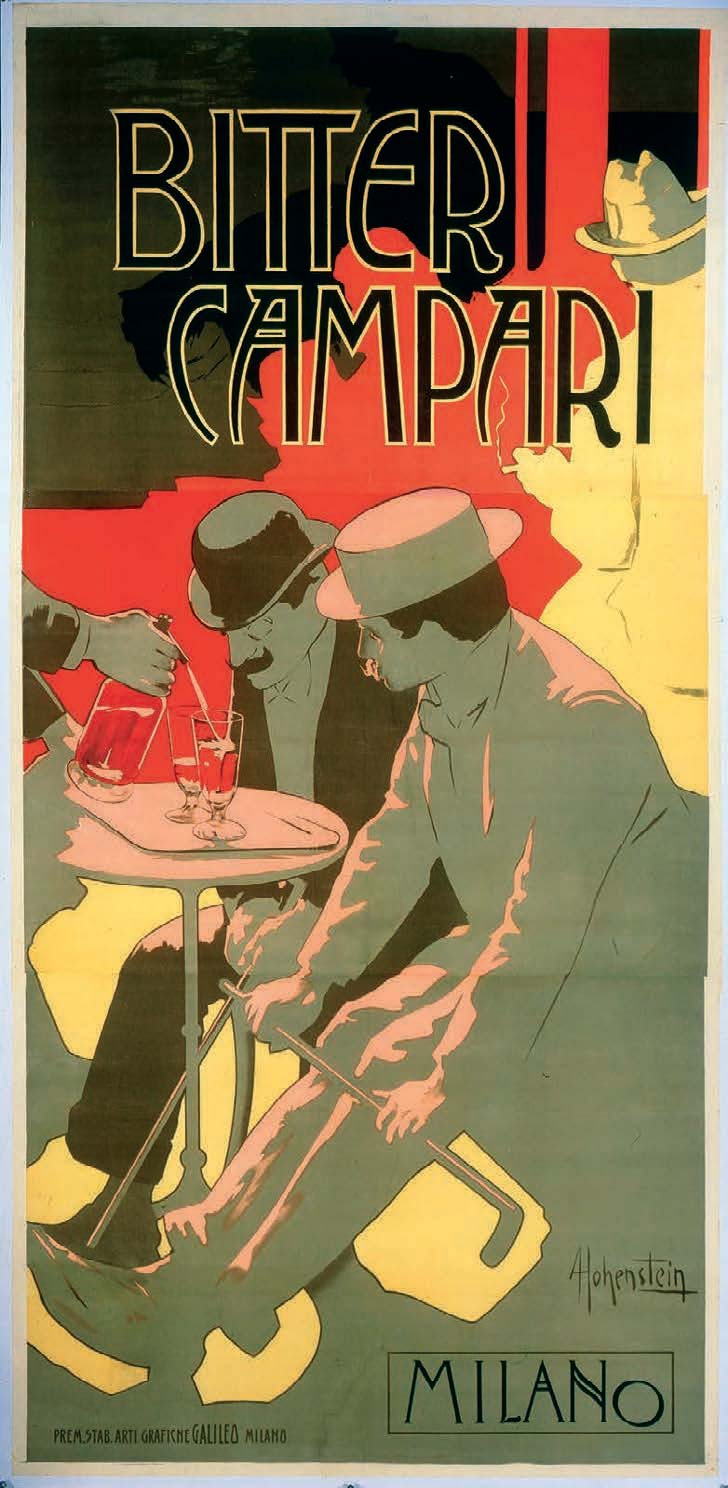 BITTER
CAMPARI
AHohenstein
MILANO
PREM. STAB. ARTI GRAFICHE GALILEO MILANO